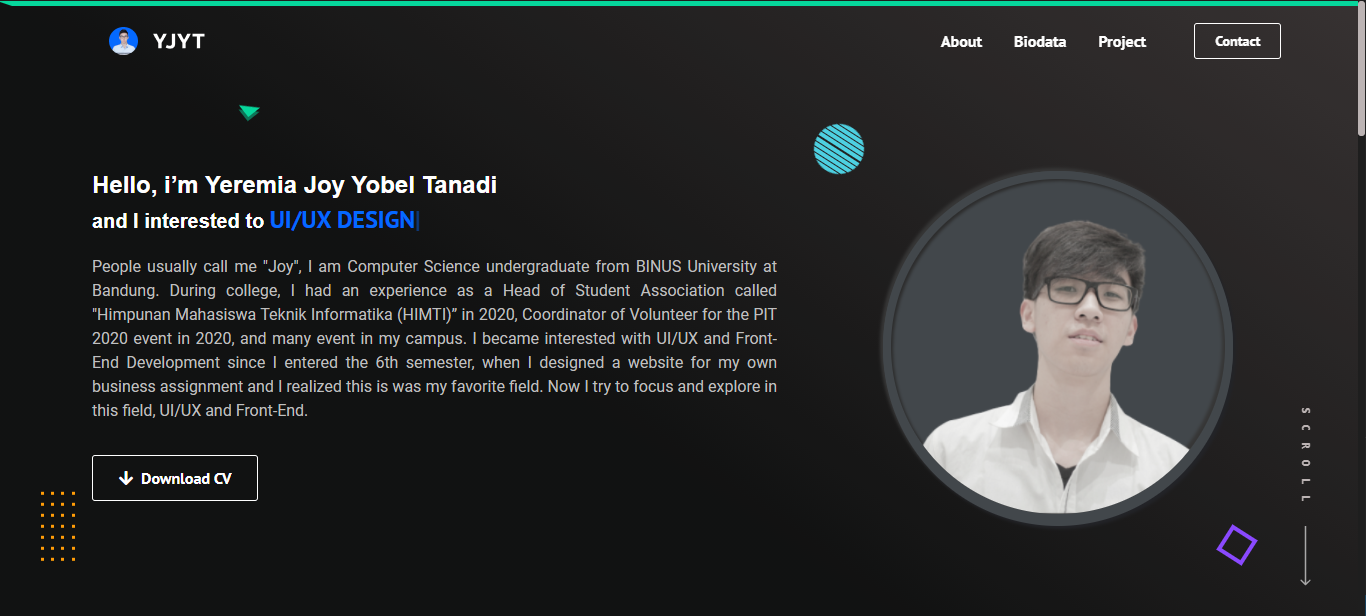 YJYT
About Biodata Project Contact
Hello, i’m Yeremia Joy Yobel Tanadi
and I interested to UI/UX DESIGN|
People usually call me "Joy", I am Computer Science undergraduate from BINUS University at
Bandung. During college, I had an experience as a Head of Student Association called
"Himpunan Mahasiswa Teknik Informatika (HIMTI)” in 2020, Coordinator of Volunteer for the PIT
2020 event in 2020, and many event in my campus. I became interested with UI/UX and Front-
End Development since I entered the 6th semester, when I designed a website for my own
business assignment and I realized this is was my favorite field. Now I try to focus and explore in
this field, UI/UX and Front-End.
Download CV
SCROLL